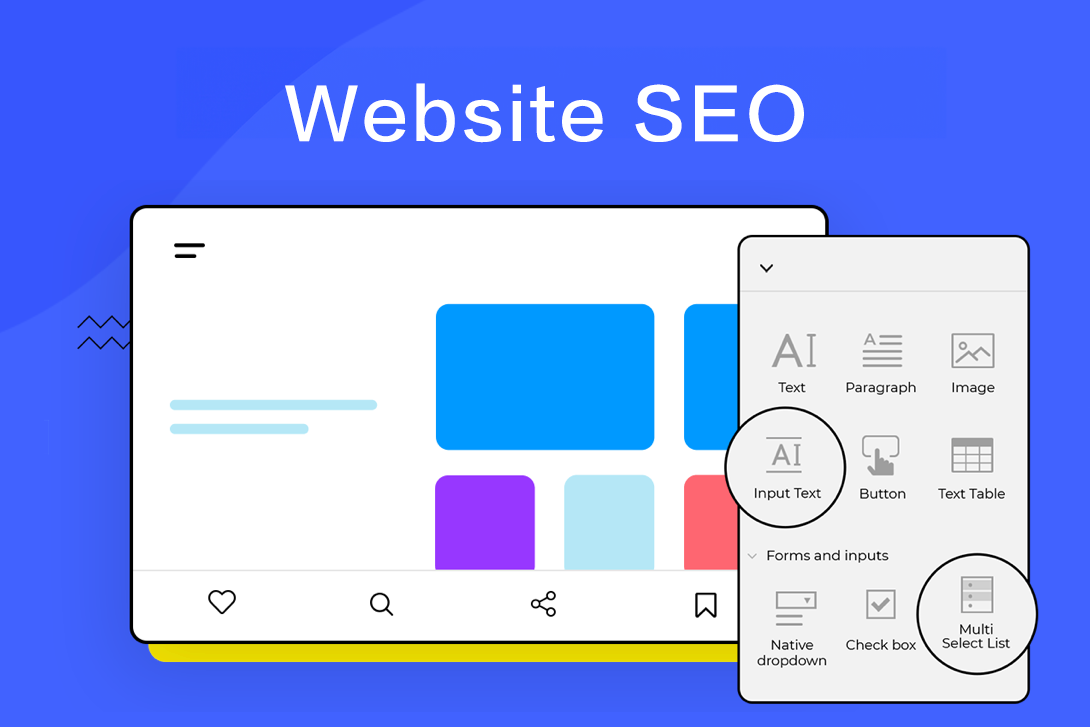 Website SEO
AI
Text
A
Paragraph
Image
AI
Input Text
Button
Text Table
Forms and inputs
Native
dropdown
Check box
Multi
Select List